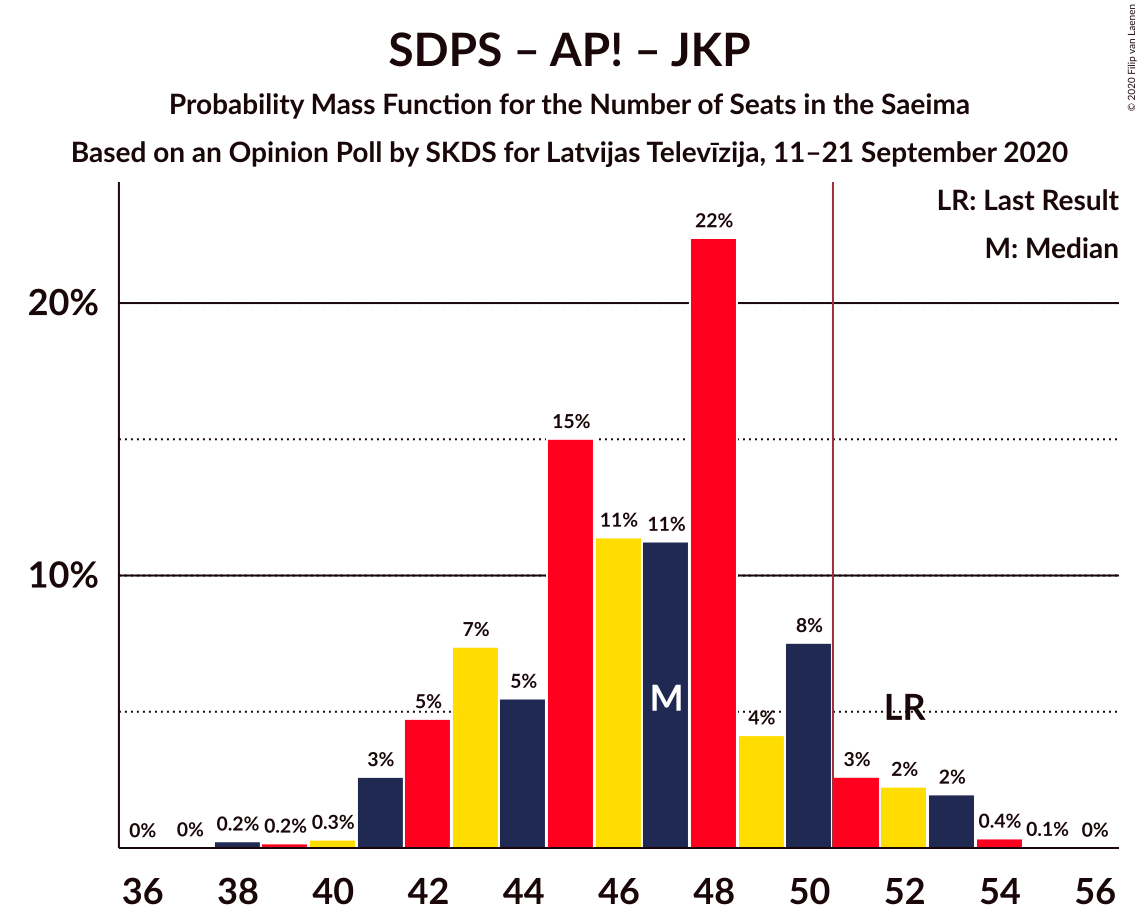 SDPS – AP! – JKP
Probability Mass Function for the Number of Seats in the Saeima
Based on an Opinion Poll by SKDS for Latvijas Televīzija, 11–21 September 2020
© 2020 Filip van Laenen
LR: Last Result
M: Median
20%
10%
0%
0%
0.2%
0.2%
0.3%
3%
5%
7%
5%
15%
11%
11%
22%
4%
8%
3%
2%
2%
0.4%
0.1%
0%
M
LR
36 38 40 42 44 46 48 50 52 54 56